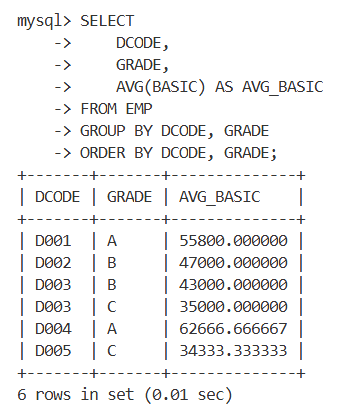 mysql> SELECT
    ->     DCODE,
    ->     GRADE,
    ->     AVG(BASIC) AS AVG_BASIC
    -> FROM EMP
    -> GROUP BY DCODE, GRADE
    -> ORDER BY DCODE, GRADE;
+-------+-------+--------------+
| DCODE | GRADE | AVG_BASIC    |
+-------+-------+--------------+
| D001  | A     | 55800.000000 |
| D002  | B     | 47000.000000 |
| D003  | B     | 43000.000000 |
| D003  | C     | 35000.000000 |
| D004  | A     | 62666.666667 |
| D005  | C     | 34333.333333 |
+-------+-------+--------------+
6 rows in set (0.01 sec)